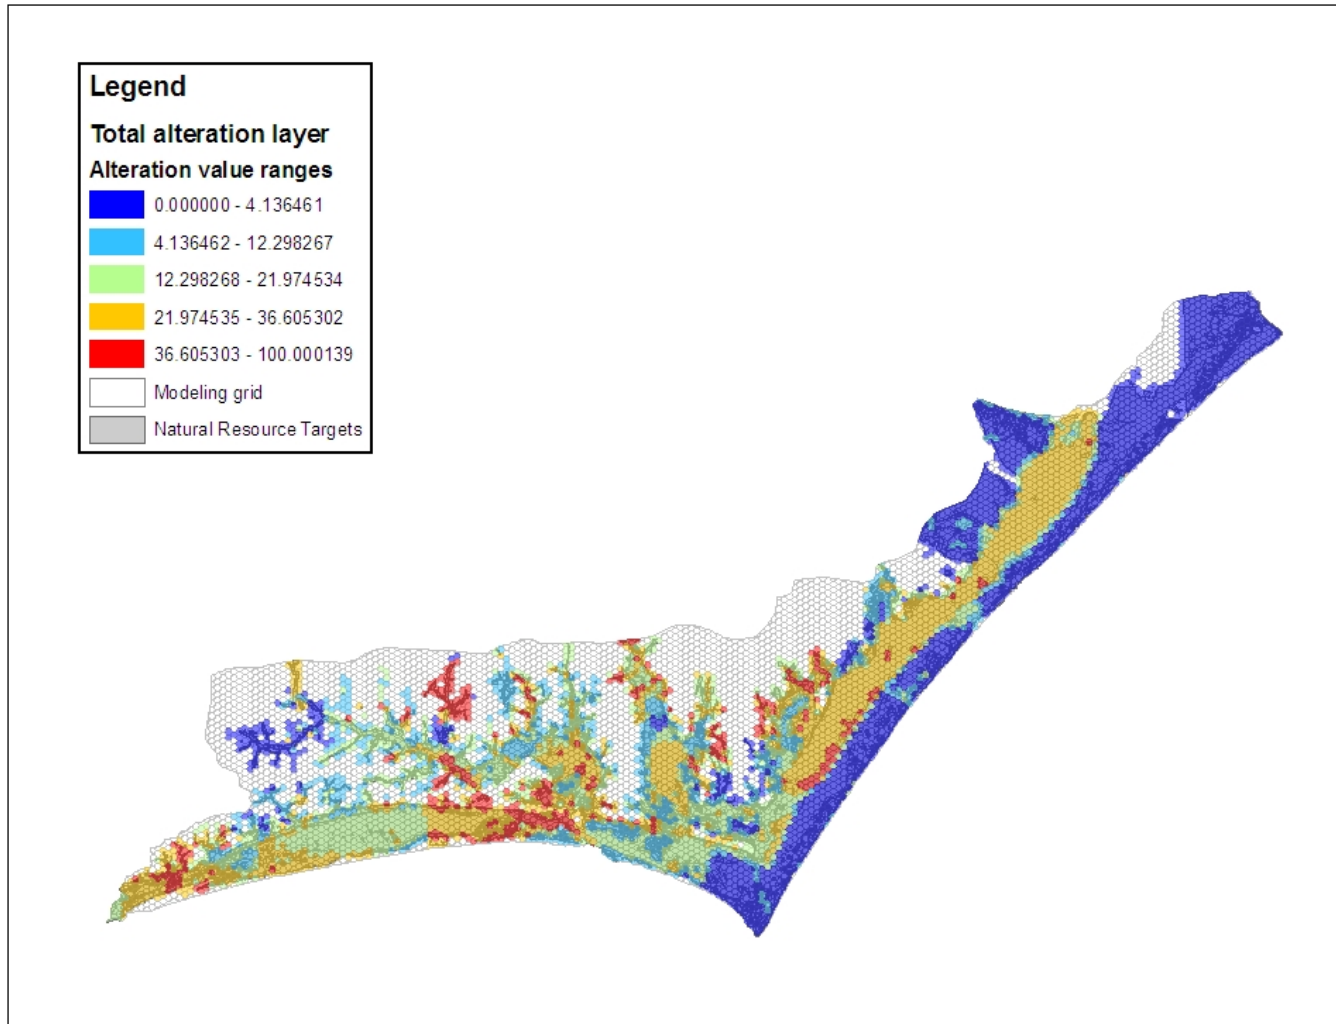 Legend
Total alteration layer
Alteration value ranges
0.000000 - 4.136461
4.136462 - 12.298267
12.298268 - 21.974534
21.974535 - 36.605302
36.605303 - 100.000139
Modeling grid
Natural Resource Targets